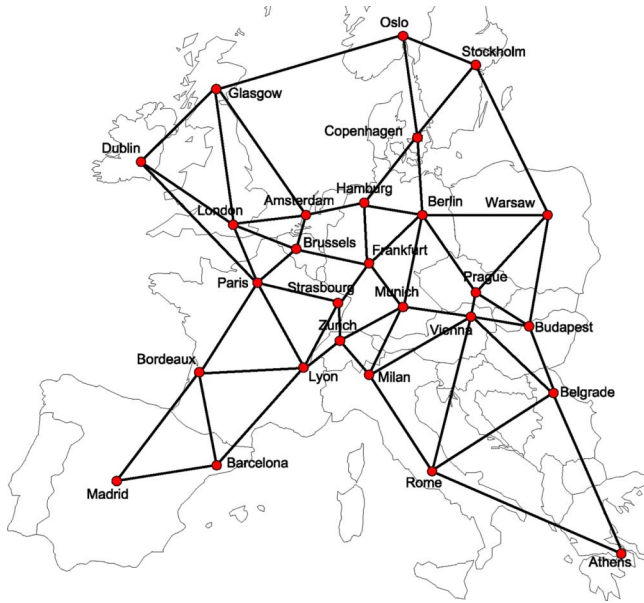 Oslo
Stockholm
Glasgow
Copenhagen
Dublin
Hamburg
London
Amsterdam
Berlin
Warsaw
Brussels
Frankfurt
Paris
Strasbourg
Munich
Prague
Zurich
Vienna
Budapest
Bordeaux
Lyon
Milan
Belgrade
Barcelona
Madrid
Rome
Athens